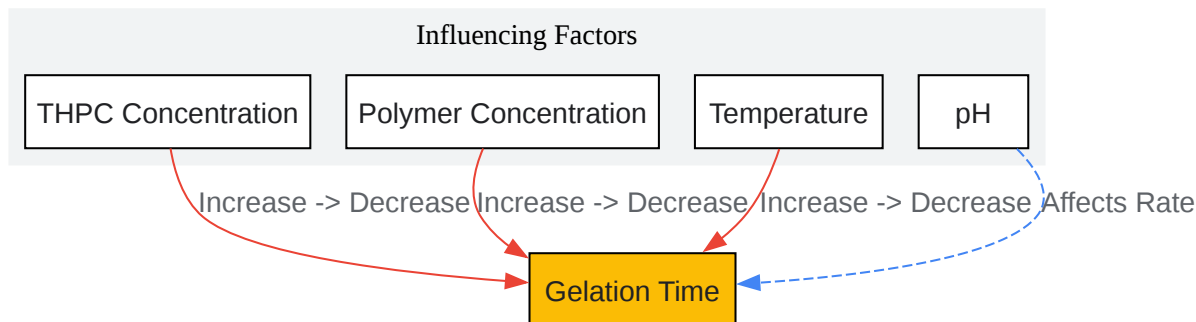 Influencing Factors
THPC Concentration
Polymer Concentration
Temperature
pH
Increase -> Decrease
Increase -> Decrease
Increase -> Decrease
Affects Rate
Gelation Time